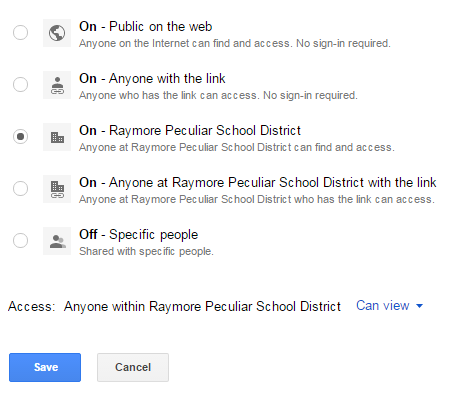 On - Public on the web
Anyone on the Internet can find and access. No sign-in required.
On - Anyone with the link
Anyone who has the link can access. No sign-in required.
On - Raymore Peculiar School District
Anyone at Raymore Peculiar School District can find and access.
On - Anyone at Raymore Peculiar School District with the link
Anyone at Raymore Peculiar School District who has the link can access.
Off - Specific people
Shared with specific people.
Access: Anyone within Raymore Peculiar School District Can view
Save Cancel